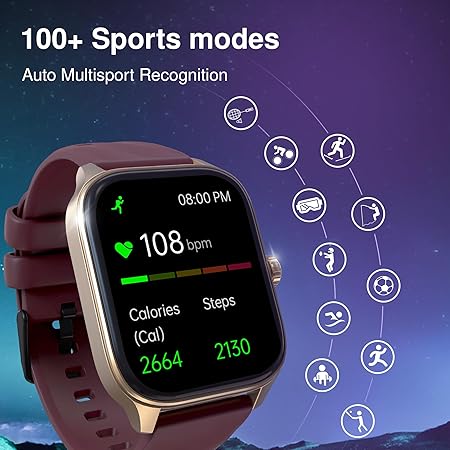 100+ Sports modes
Auto Multisport Recognition
08:00 PM
108 bpm
Calories
(Cal)
Steps
2664
2130